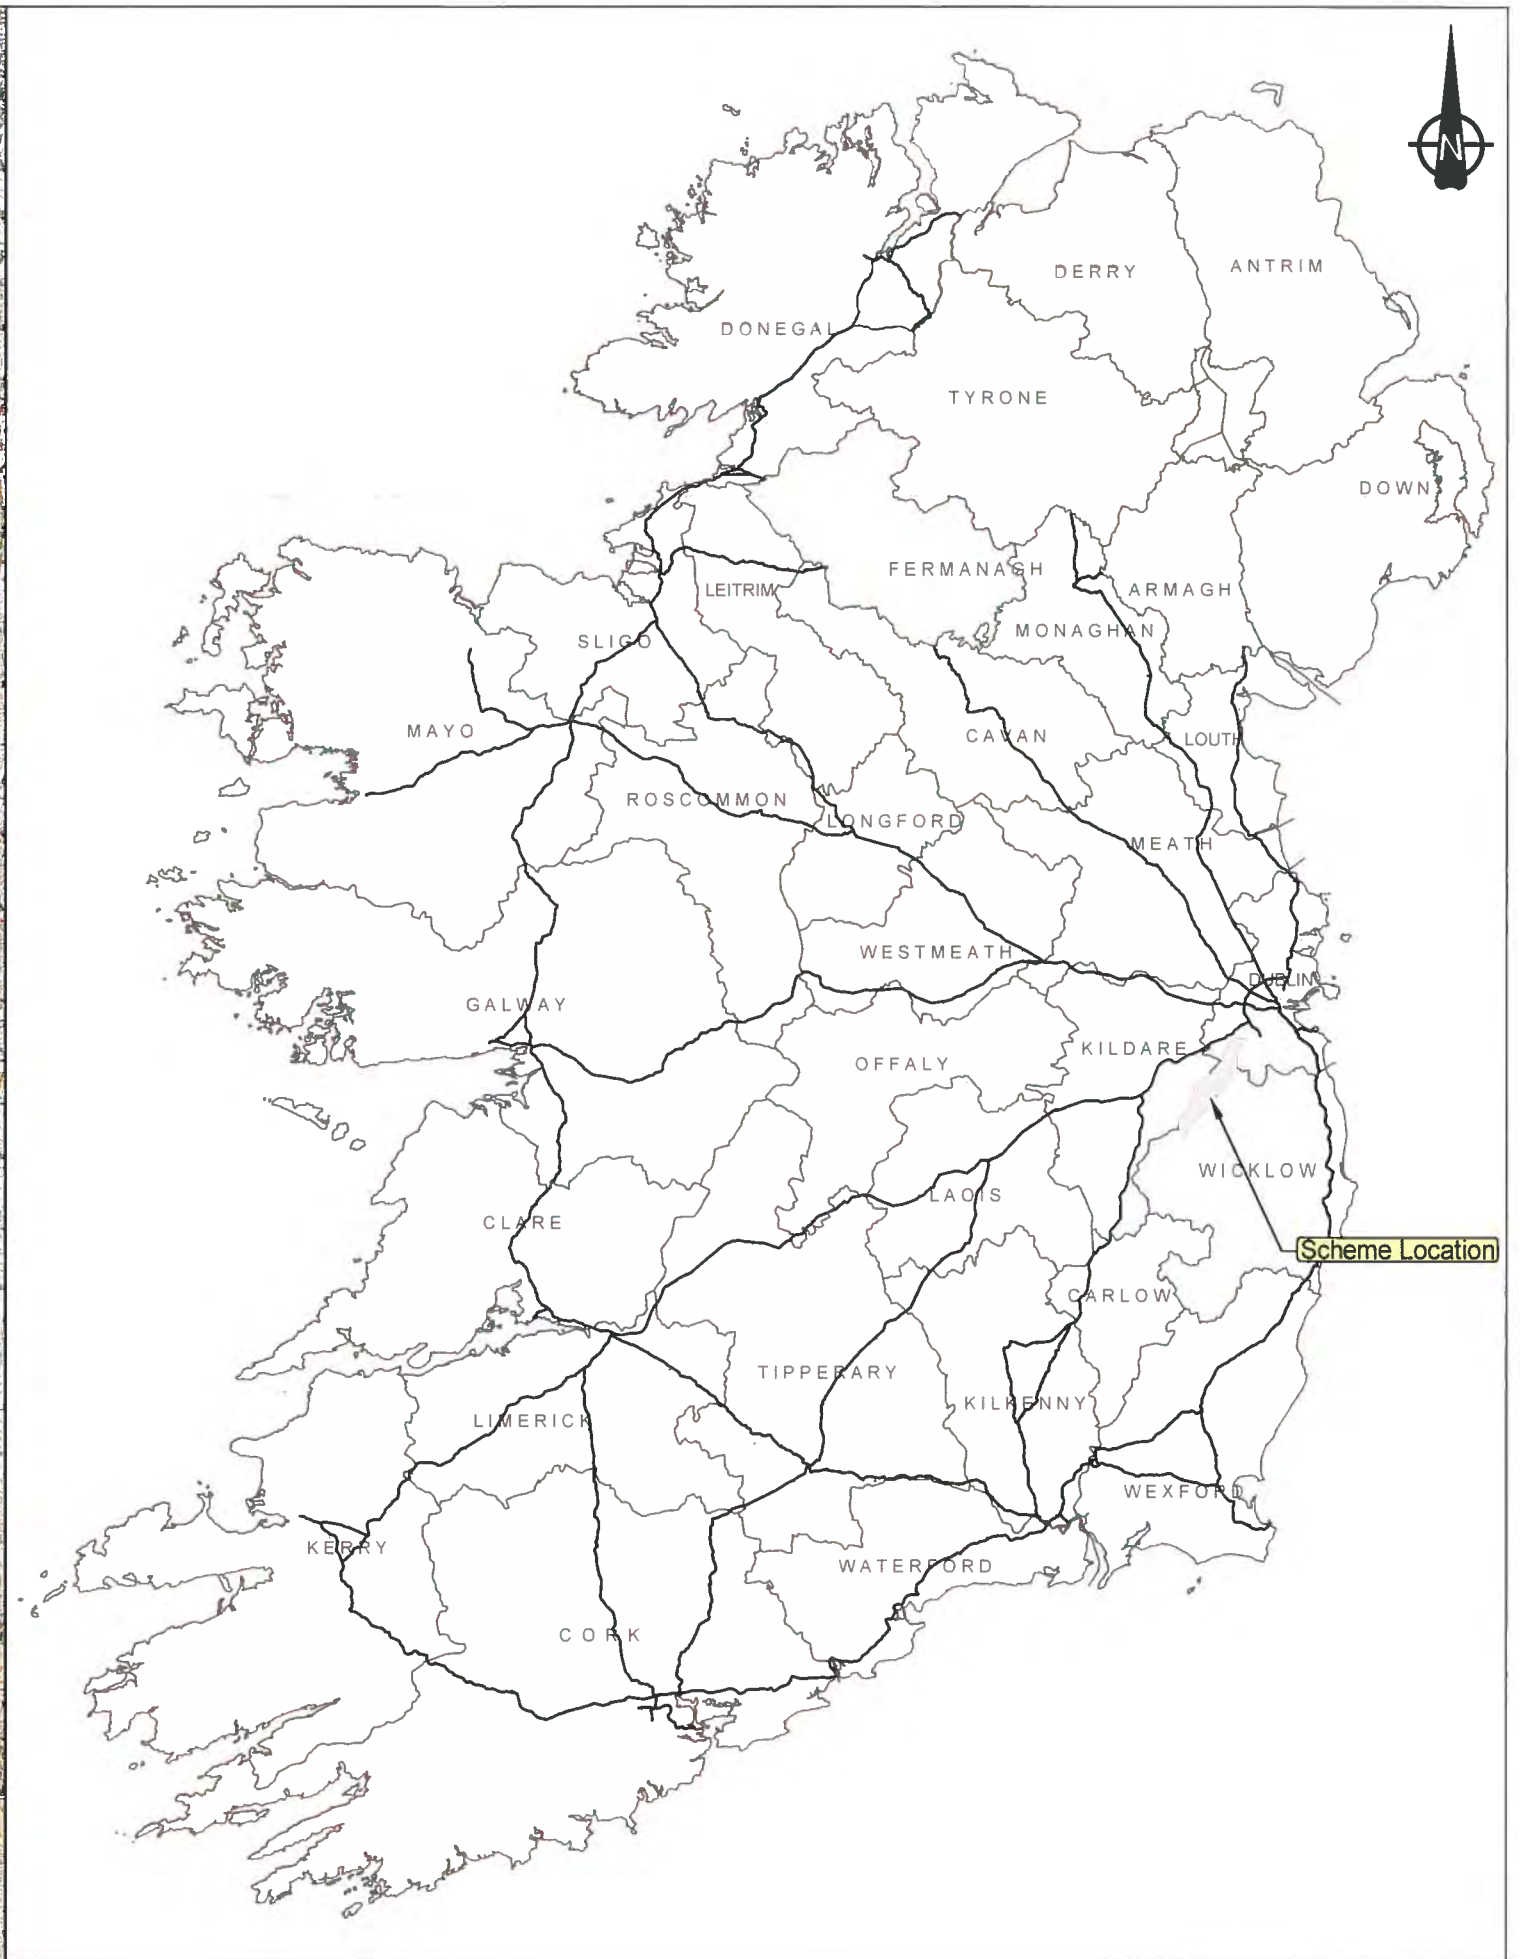 N
DERRY
ANTRIM
DONEGAL
TYRONE
DOWN
FERMANAGH
LEITRIM
ARMAGH
MONAGHAN
SLIGO
MAYO
CAVAN
LOUTH
ROSCOMMON
LONGFORD
MEATH
WESTMEATH
DUBLIN
GALWAY
KILDARE
OFFALY
WICKLOW
LAOIS
CLARE
Scheme Location
CARLOW
TIPPERARY
KILKENNY
LIMERICK
WEXFORD
KERRY
WATERFORD
CORK